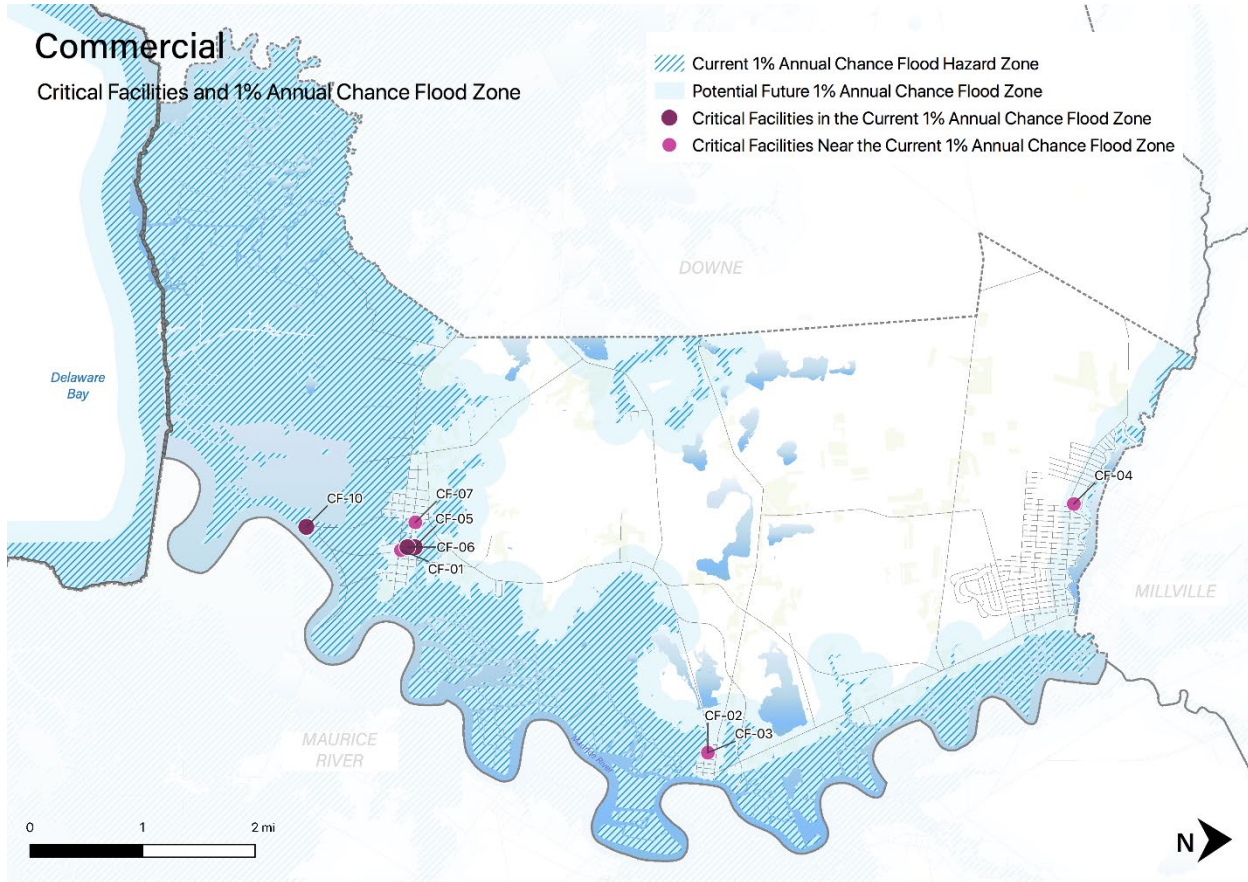 Commercial
Critical Facilities and 1% Annual Chance Flood Zone
Current 1% Annual Chance Flood Hazard Zone
Potential Future 1% Annual Chance Flood Zone
Critical Facilities in the Current 1% Annual Chance Flood Zone
Critical Facilities Near the Current 1% Annual Chance Flood Zone
DOWNE
Delaware
Bay
CF-04
CF-10
CF-07
CF-05
CF-06
CF-01
MILLVILLE
CF-02
CF-03
MAURICE
RIVER
Maurice River
0 1 2 mi
N